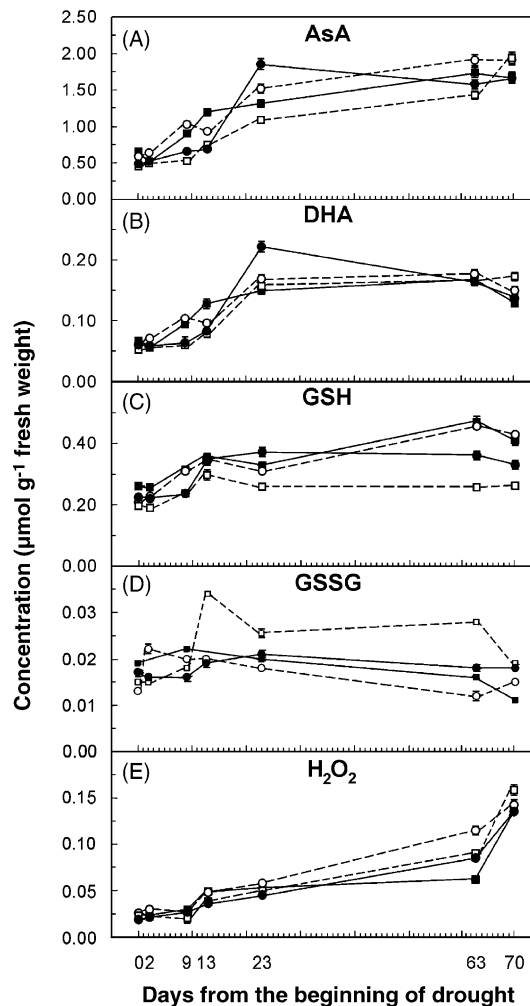 (A)
AsA
2.50
2.00
1.50
1.00
0.50
0.00
(B)
DHA
0.20
0.10
0.00
(C)
GSH
0.40
0.20
0.00
(D)
GSSG
0.03
0.02
0.01
0.00
(E)
H₂O₂
0.15
0.10
0.05
0.00
02 9 13 23 63 70
Days from the beginning of drought
Concentration (μmol g⁻¹ fresh weight)